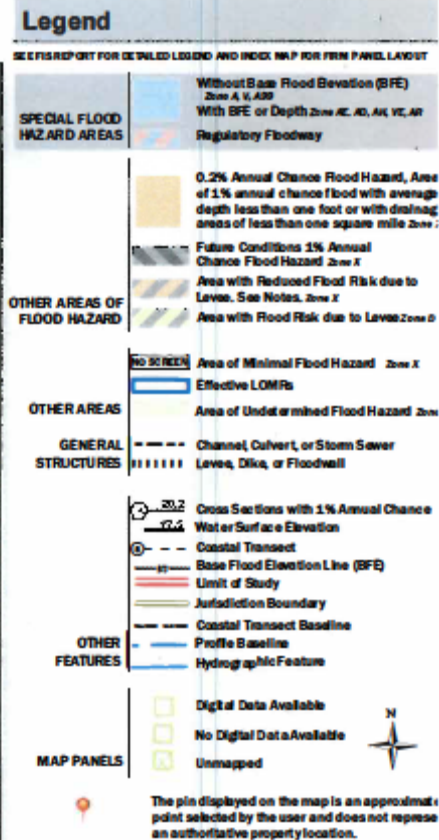 Legend
SEE FIS REPORT FOR DETAILED LEGEND AND INDEX MAP FOR FIRM PANEL LAYOUT
SPECIAL FLOOD
HAZARD AREAS
Without Base Flood Elevation (BFE)
Zone A, V, A99
With BFE or Depth Zone AE, AO, AH, VE, AR
Regulatory Floodway
OTHER AREAS OF
FLOOD HAZARD
0.2% Annual Chance Flood Hazard, Area
of 1% annual chance flood with average
depth less than one foot or with drainag
areas of less than one square mile Zone
Future Conditions 1% Annual
Chance Flood Hazard Zone X
Area with Reduced Flood Risk due to
Levee. See Notes. Zone X
Area with Flood Risk due to Levee Zone D
OTHER AREAS
NO SCREEN Area of Minimal Flood Hazard Zone X
Effective LOMRs
Area of Undetermined Flood Hazard Zone
GENERAL
STRUCTURES
Channel, Culvert, or Storm Sewer
Levee, Dike, or Floodwall
OTHER
FEATURES
20.2 Cross Sections with 1% Annual Chance
17.5 Water Surface Elevation
Coastal Transect
Base Flood Elevation Line (BFE)
Limit of Study
Jurisdiction Boundary
Coastal Transect Baseline
Profile Baseline
Hydrographic Feature
MAP PANELS
Digital Data Available
No Digital Data Available
Unmapped
N
The pin displayed on the map is an approximate
point selected by the user and does not represe
an authoritative property location.